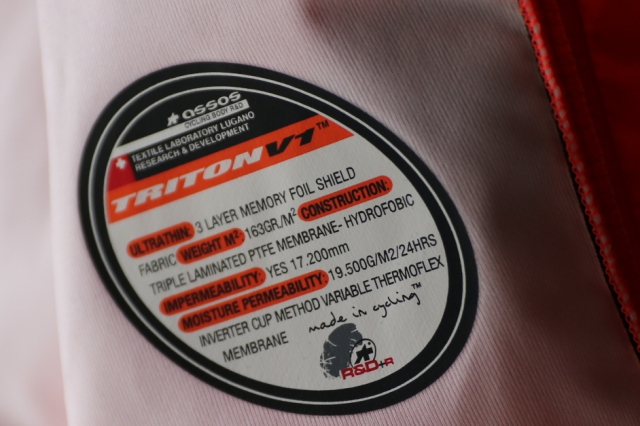 assos
CYCLING BODY R&D
TEXTILE LABORATORY LUGANO
RESEARCH & DEVELOPMENT
TRITON V1™
ULTRATHIN: 3 LAYER MEMORY FOIL SHIELD
FABRIC WEIGHT M² 163GR/M² CONSTRUCTION:
TRIPLE LAMINATED PTFE MEMBRANE- HYDROFOBIC
IMPERMEABILITY: YES 17.200mm
MOISTURE PERMEABILITY: 19.500G/M2/24HRS
INVERTER CUP METHOD VARIABLE THERMOFLEX
MEMBRANE made in cycling™
R&D+R